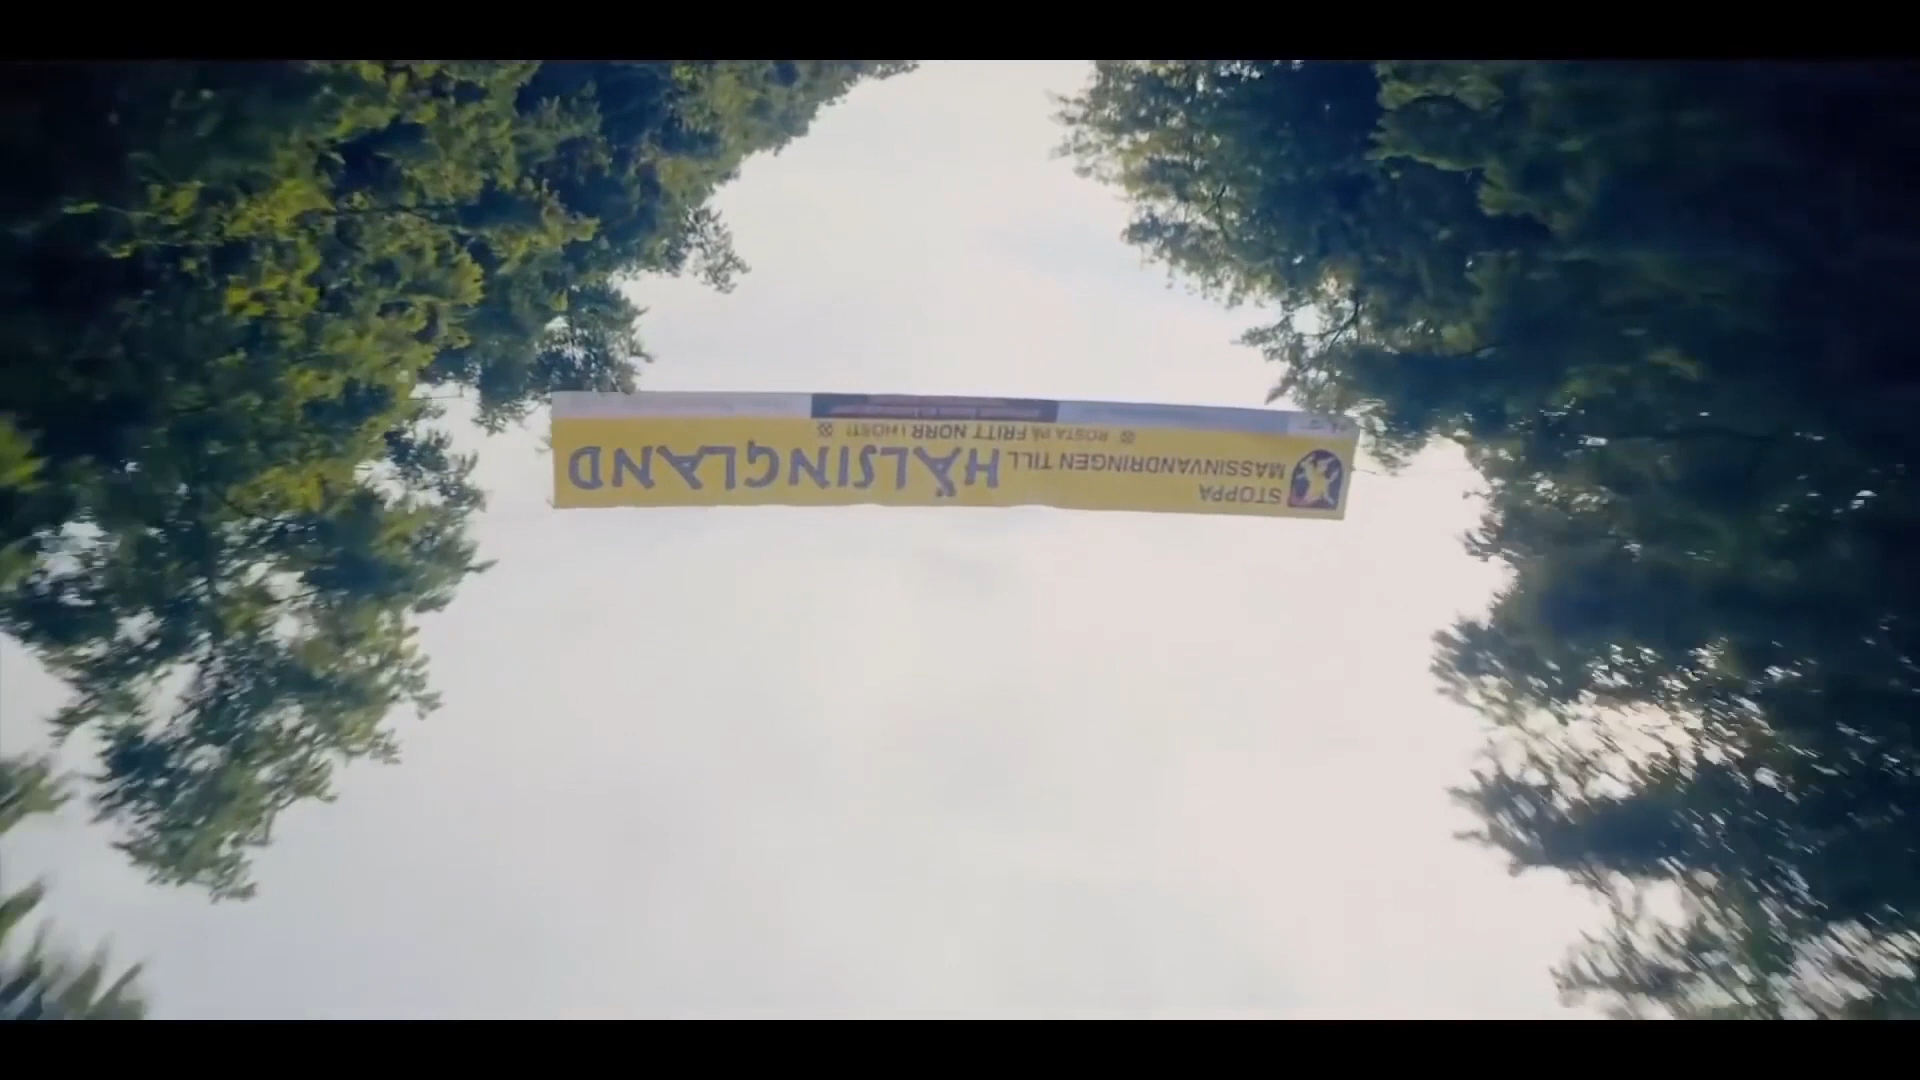 STOPPA
MASSINVANDRINGEN TILL HÄLSINGLAND
RÖSTA PÅ FRITT NORR I HÖST!